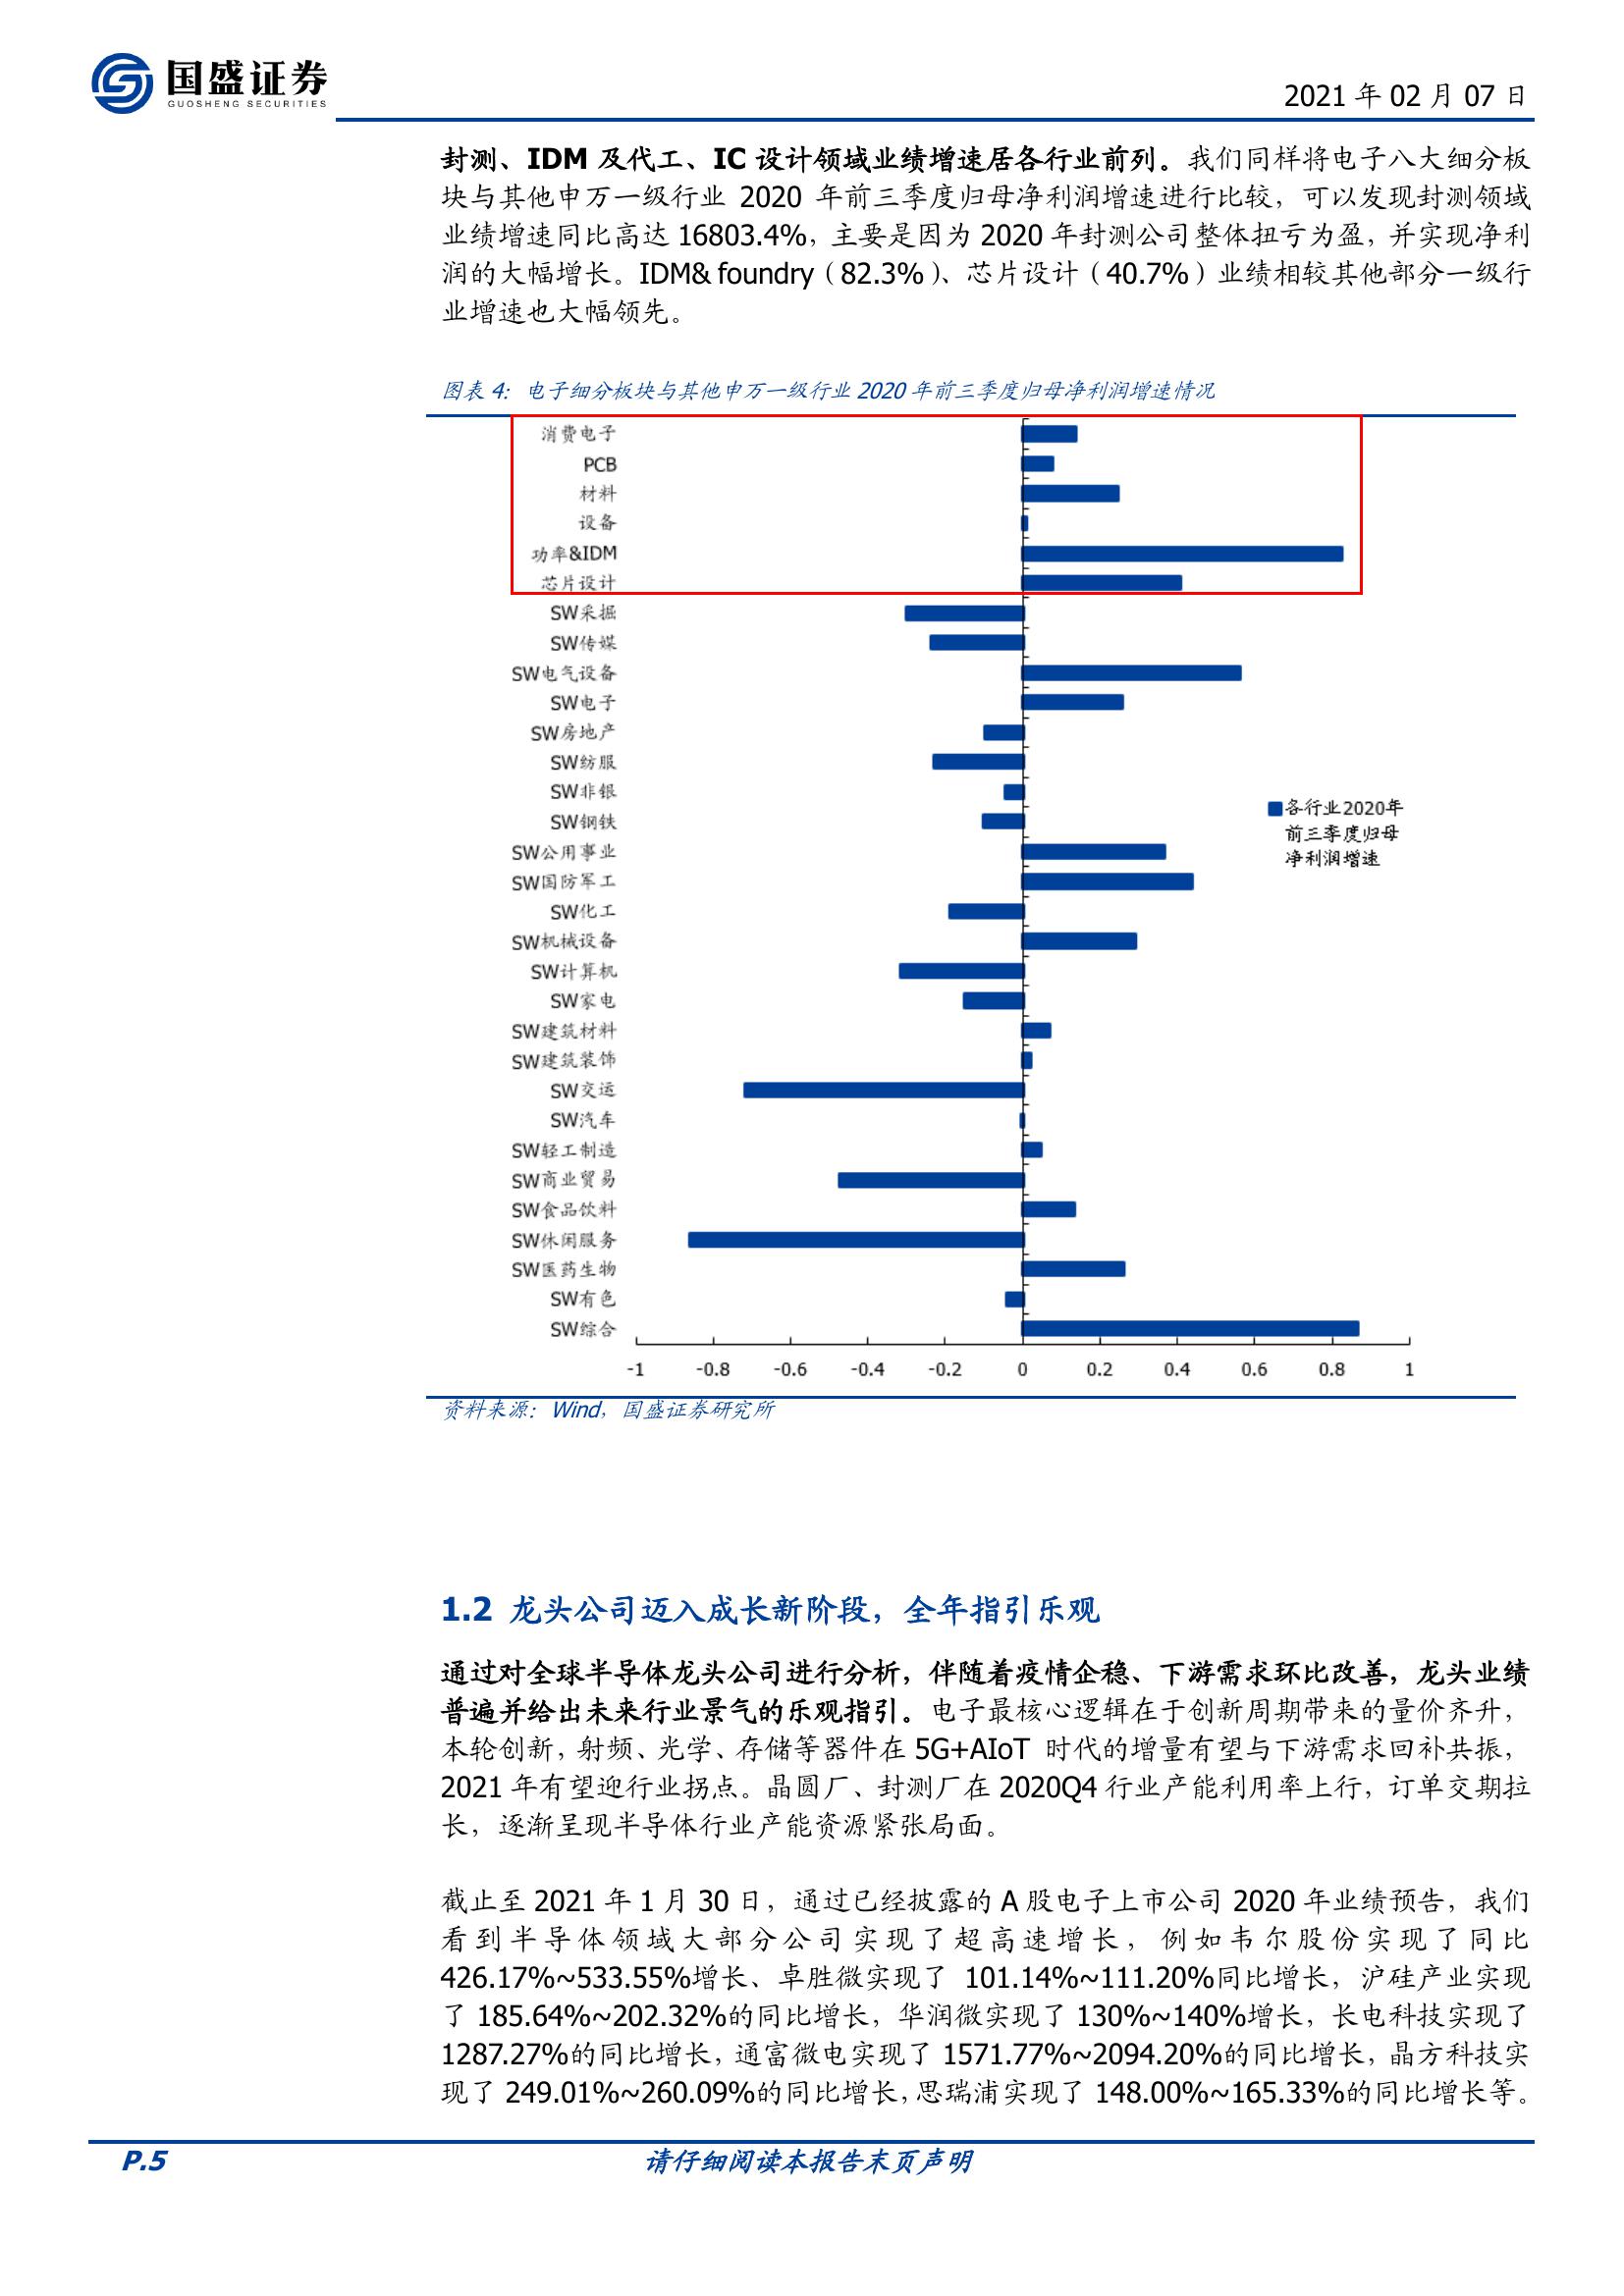 国盛证券
GUOSHENG SECURITIES
2021 年 02 月 07 日
封测、IDM 及代工、IC 设计领域业绩增速居各行业前列。我们同样将电子八大细分板
块与其他申万一级行业 2020 年前三季度归母净利润增速进行比较，可以发现封测领域
业绩增速同比高达 16803.4%，主要是因为 2020 年封测公司整体扭亏为盈，并实现净利
润的大幅增长。IDM& foundry（82.3%）、芯片设计（40.7%）业绩相较其他部分一级行
业增速也大幅领先。
图表 4：电子细分板块与其他申万一级行业 2020 年前三季度归母净利润增速情况
消费电子
PCB
材料
设备
功率&IDM
芯片设计
SW采掘
SW传媒
SW电气设备
SW电子
SW房地产
SW纺服
SW非银
SW钢铁
SW公用事业
SW国防军工
SW化工
SW机械设备
SW计算机
SW家电
SW建筑材料
SW建筑装饰
SW交运
SW汽车
SW轻工制造
SW商业贸易
SW食品饮料
SW休闲服务
SW医药生物
SW有色
SW综合
各行业2020年
前三季度归母
净利润增速
-1 -0.8 -0.6 -0.4 -0.2 0 0.2 0.4 0.6 0.8 1
资料来源：Wind，国盛证券研究所
1.2 龙头公司迈入成长新阶段，全年指引乐观
通过对全球半导体龙头公司进行分析，伴随着疫情企稳、下游需求环比改善，龙头业绩
普遍并给出未来行业景气的乐观指引。电子最核心逻辑在于创新周期带来的量价齐升，
本轮创新，射频、光学、存储等器件在 5G+AIoT 时代的增量有望与下游需求回补共振，
2021 年有望迎行业拐点。晶圆厂、封测厂在 2020Q4 行业产能利用率上行，订单交期拉
长，逐渐呈现半导体行业产能资源紧张局面。
截止至 2021 年 1 月 30 日，通过已经披露的 A 股电子上市公司 2020 年业绩预告，我们
看到半导体领域大部分公司实现了超高速增长，例如韦尔股份实现了同比
426.17%~533.55%增长、卓胜微实现了 101.14%~111.20%同比增长，沪硅产业实现
了 185.64%~202.32%的同比增长，华润微实现了 130%~140%增长，长电科技实现了
1287.27%的同比增长，通富微电实现了 1571.77%~2094.20%的同比增长，晶方科技实
现了 249.01%~260.09%的同比增长，思瑞浦实现了 148.00%~165.33%的同比增长等。
P.5
请仔细阅读本报告末页声明